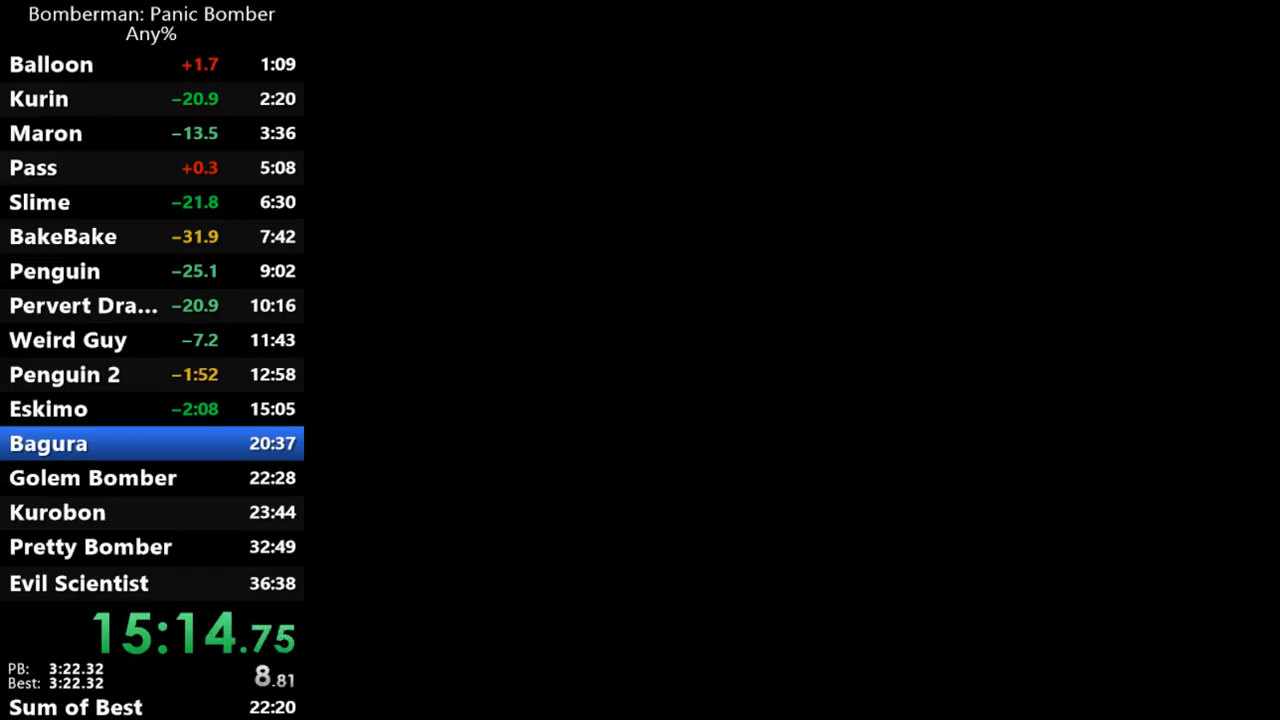 Bomberman: Panic Bomber
Any%
Balloon +1.7 1:09
Kurin −20.9 2:20
Maron −13.5 3:36
Pass +0.3 5:08
Slime −21.8 6:30
BakeBake −31.9 7:42
Penguin −25.1 9:02
Pervert Dra... −20.9 10:16
Weird Guy −7.2 11:43
Penguin 2 −1:52 12:58
Eskimo −2:08 15:05
Bagura 20:37
Golem Bomber 22:28
Kurobon 23:44
Pretty Bomber 32:49
Evil Scientist 36:38
15:14.75
PB: 3:22.32 8.81
Best: 3:22.32
Sum of Best 22:20